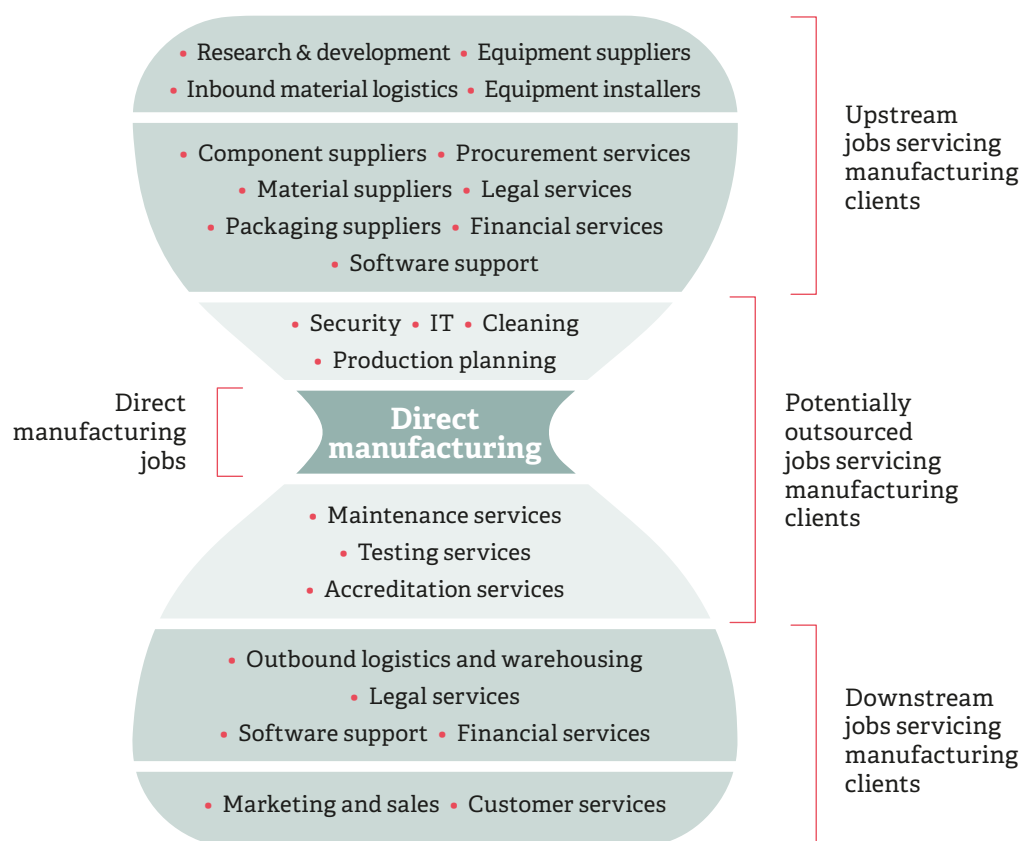 • Research & development • Equipment suppliers
• Inbound material logistics • Equipment installers
Upstream
jobs servicing
manufacturing
clients
• Component suppliers • Procurement services
• Material suppliers • Legal services
• Packaging suppliers • Financial services
• Software support
• Security • IT • Cleaning
• Production planning
Direct
manufacturing
jobs
Direct
manufacturing
Potentially
outsourced
jobs servicing
manufacturing
clients
• Maintenance services
• Testing services
• Accreditation services
• Outbound logistics and warehousing
• Legal services
• Software support • Financial services
Downstream
jobs servicing
manufacturing
clients
• Marketing and sales • Customer services